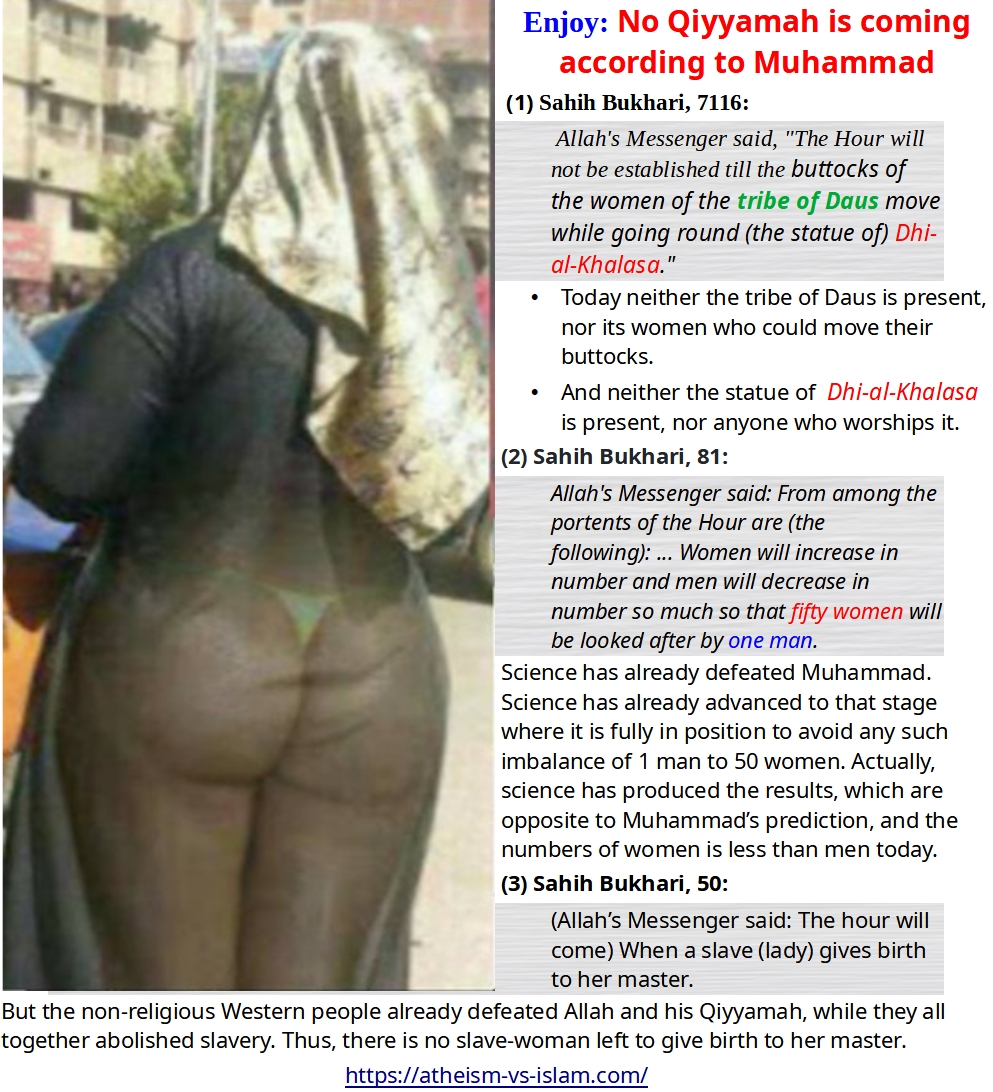 Enjoy: No Qiyyamah is coming
according to Muhammad
(1) Sahih Bukhari, 7116:
Allah's Messenger said, "The Hour will
not be established till the buttocks of
the women of the tribe of Daus move
while going round (the statue of) Dhi-
al-Khalasa."
• Today neither the tribe of Daus is present,
nor its women who could move their
buttocks.
• And neither the statue of Dhi-al-Khalasa
is present, nor anyone who worships it.
(2) Sahih Bukhari, 81:
Allah's Messenger said: From among the
portents of the Hour are (the
following): ... Women will increase in
number and men will decrease in
number so much so that fifty women will
be looked after by one man.
Science has already defeated Muhammad.
Science has already advanced to that stage
where it is fully in position to avoid any such
imbalance of 1 man to 50 women. Actually,
science has produced the results, which are
opposite to Muhammad’s prediction, and the
numbers of women is less than men today.
(3) Sahih Bukhari, 50:
(Allah’s Messenger said: The hour will
come) When a slave (lady) gives birth
to her master.
But the non-religious Western people already defeated Allah and his Qiyyamah, while they all
together abolished slavery. Thus, there is no slave-woman left to give birth to her master.
https://atheism-vs-islam.com/